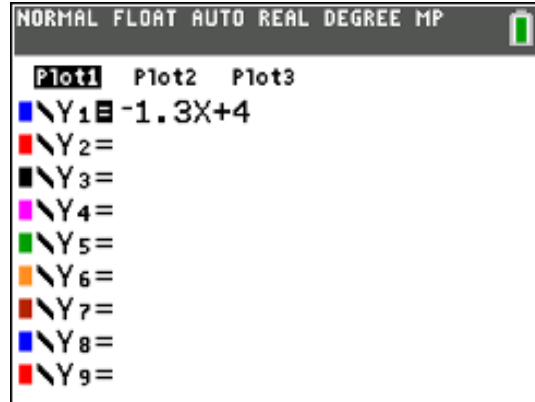 NORMAL FLOAT AUTO REAL DEGREE MP
Plot1 Plot2 Plot3
\Y1=-1.3X+4
\Y2=
\Y3=
\Y4=
\Y5=
\Y6=
\Y7=
\Y8=
\Y9=